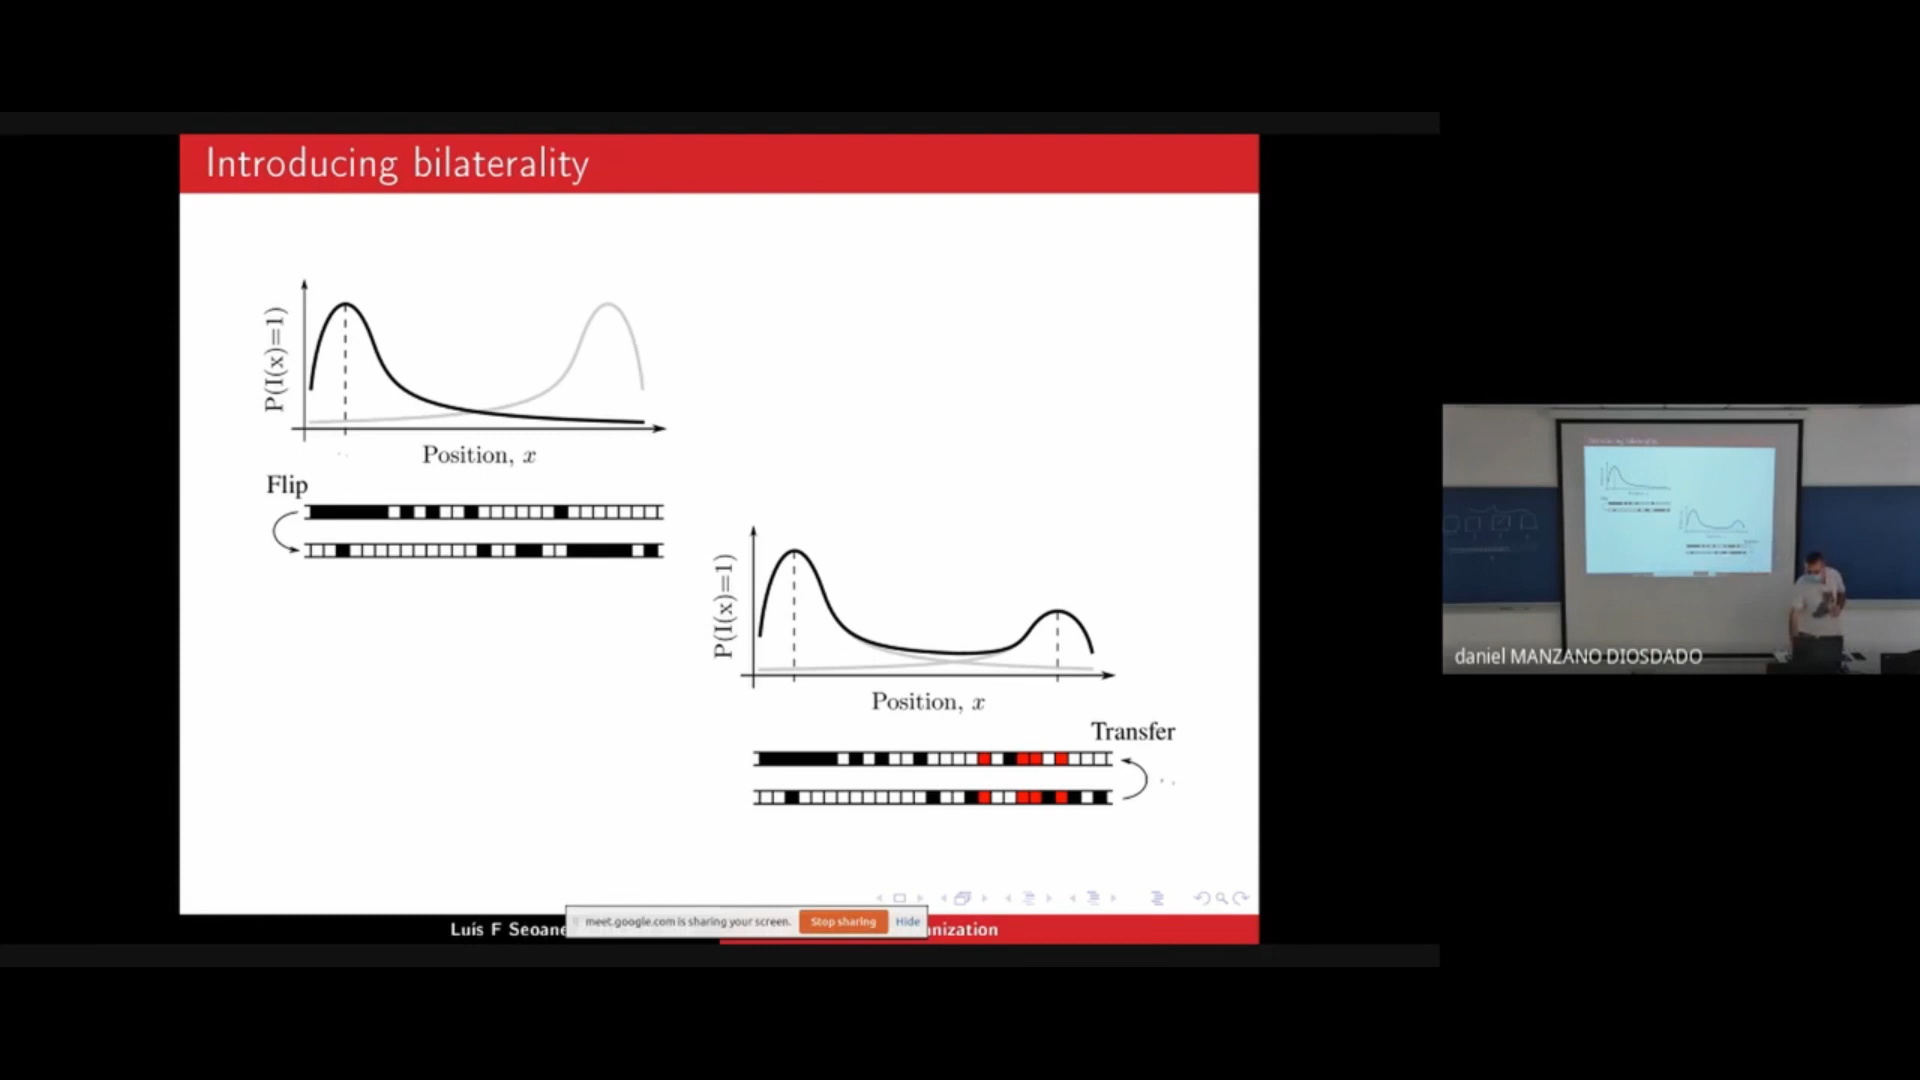 Introducing bilaterality
P(I(x)=1)
Position, x
Flip
P(I(x)=1)
Position, x
Transfer
meet.google.com is sharing your screen. Stop sharing Hide
Luís F Seoane
nization
daniel MANZANO DIOSDADO